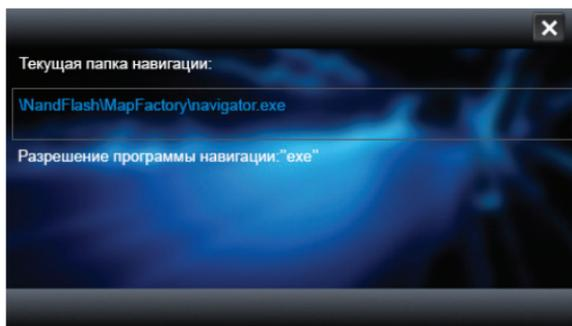 Текущая папка навигации:
\NandFlash\MapFactory\navigator.exe
Разрешение программы навигации:"exe"